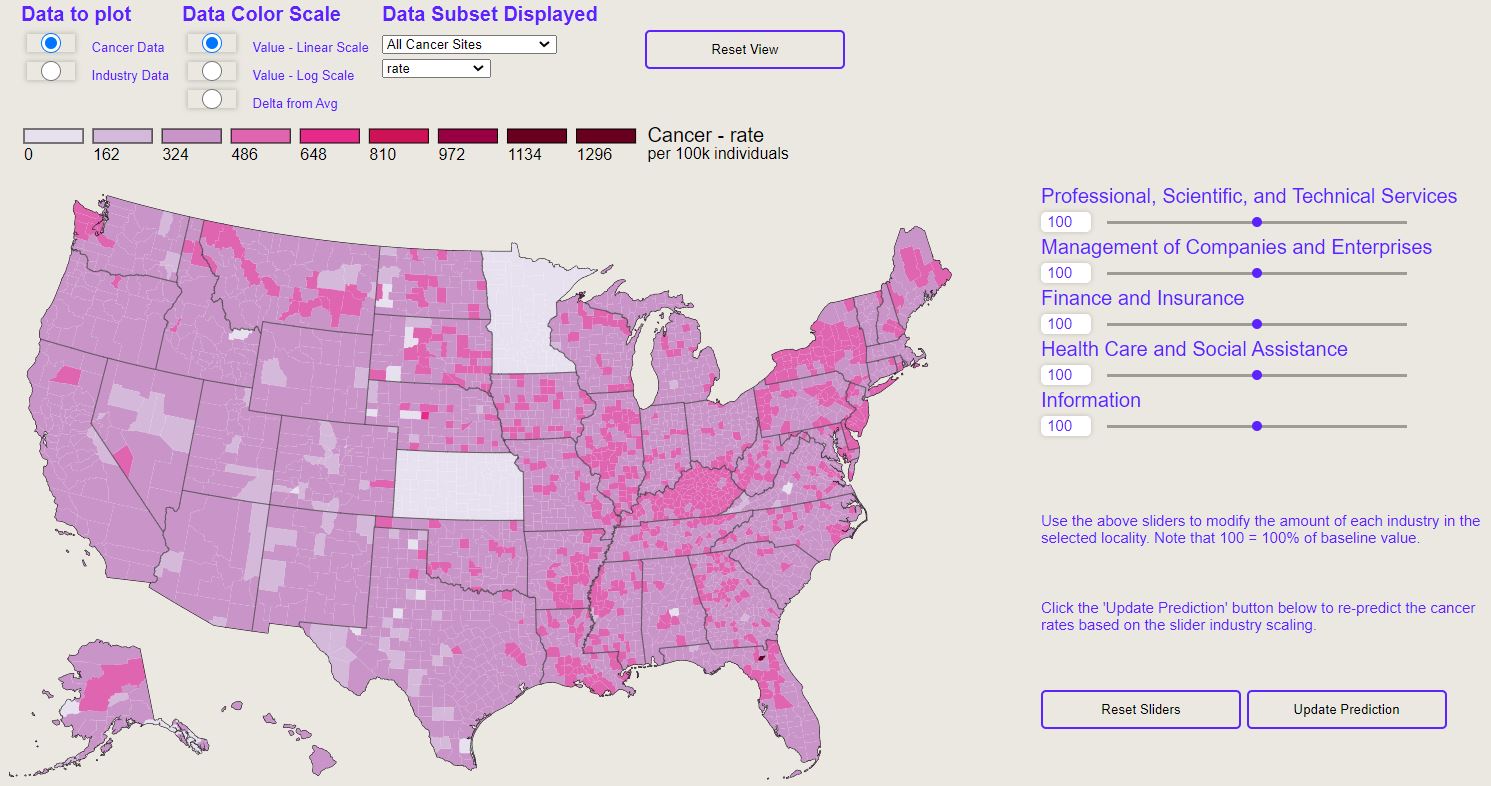 Data to plot
Cancer Data
Industry Data
Data Color Scale
Value - Linear Scale
Value - Log Scale
Delta from Avg
Data Subset Displayed
All Cancer Sites
rate
Reset View
0 162 324 486 648 810 972 1134 1296
Cancer - rate
per 100k individuals
Professional, Scientific, and Technical Services
100
Management of Companies and Enterprises
100
Finance and Insurance
100
Health Care and Social Assistance
100
Information
100
Use the above sliders to modify the amount of each industry in the
selected locality. Note that 100 = 100% of baseline value.
Click the 'Update Prediction' button below to re-predict the cancer
rates based on the slider industry scaling.
Reset Sliders
Update Prediction